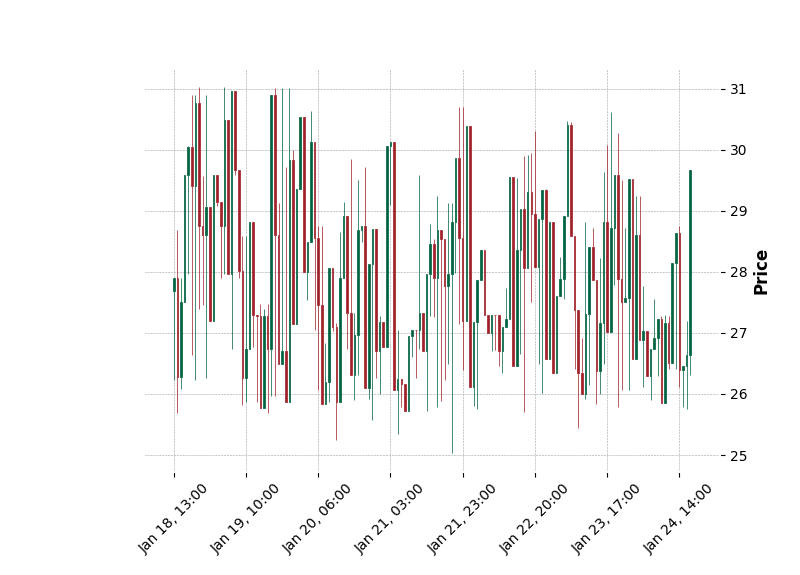 31
30
29
28
27
26
25
Price
Jan 18, 13:00
Jan 19, 10:00
Jan 20, 06:00
Jan 21, 03:00
Jan 21, 23:00
Jan 22, 20:00
Jan 23, 17:00
Jan 24, 14:00